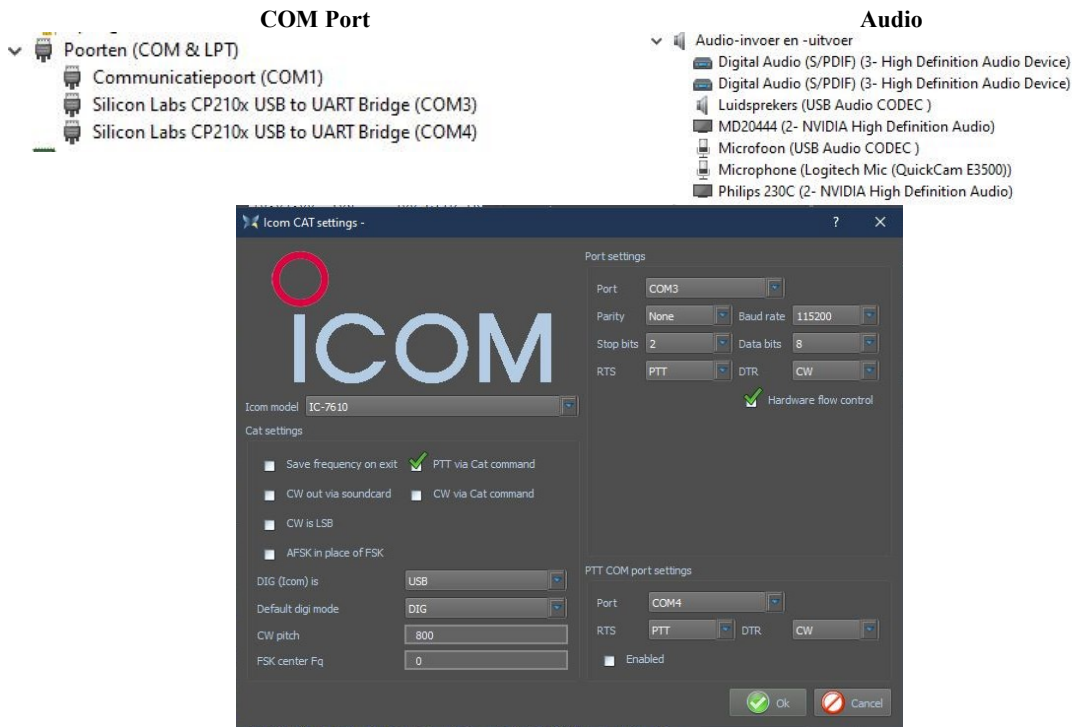 COM Port
Poorten (COM & LPT)
Communicatiepoort (COM1)
Silicon Labs CP210x USB to UART Bridge (COM3)
Silicon Labs CP210x USB to UART Bridge (COM4)
Audio
Audio-invoer en -uitvoer
Digital Audio (S/PDIF) (3- High Definition Audio Device)
Digital Audio (S/PDIF) (3- High Definition Audio Device)
Luidsprekers (USB Audio CODEC )
MD20444 (2- NVIDIA High Definition Audio)
Microfoon (USB Audio CODEC )
Microphone (Logitech Mic (QuickCam E3500))
Philips 230C (2- NVIDIA High Definition Audio)
Icom CAT settings - ? ×
ICOM
Icom model IC-7610
Cat settings
Save frequency on exit PTT via Cat command
CW out via soundcard CW via Cat command
CW is LSB
AFSK in place of FSK
DIG (Icom) is USB
Default digi mode DIG
CW pitch 800
FSK center Fq 0
Port settings
Port COM3
Parity None Baud rate 115200
Stop bits 2 Data bits 8
RTS PTT DTR CW
Hardware flow control
PTT COM port settings
Port COM4
RTS PTT DTR CW
Enabled
Ok Cancel